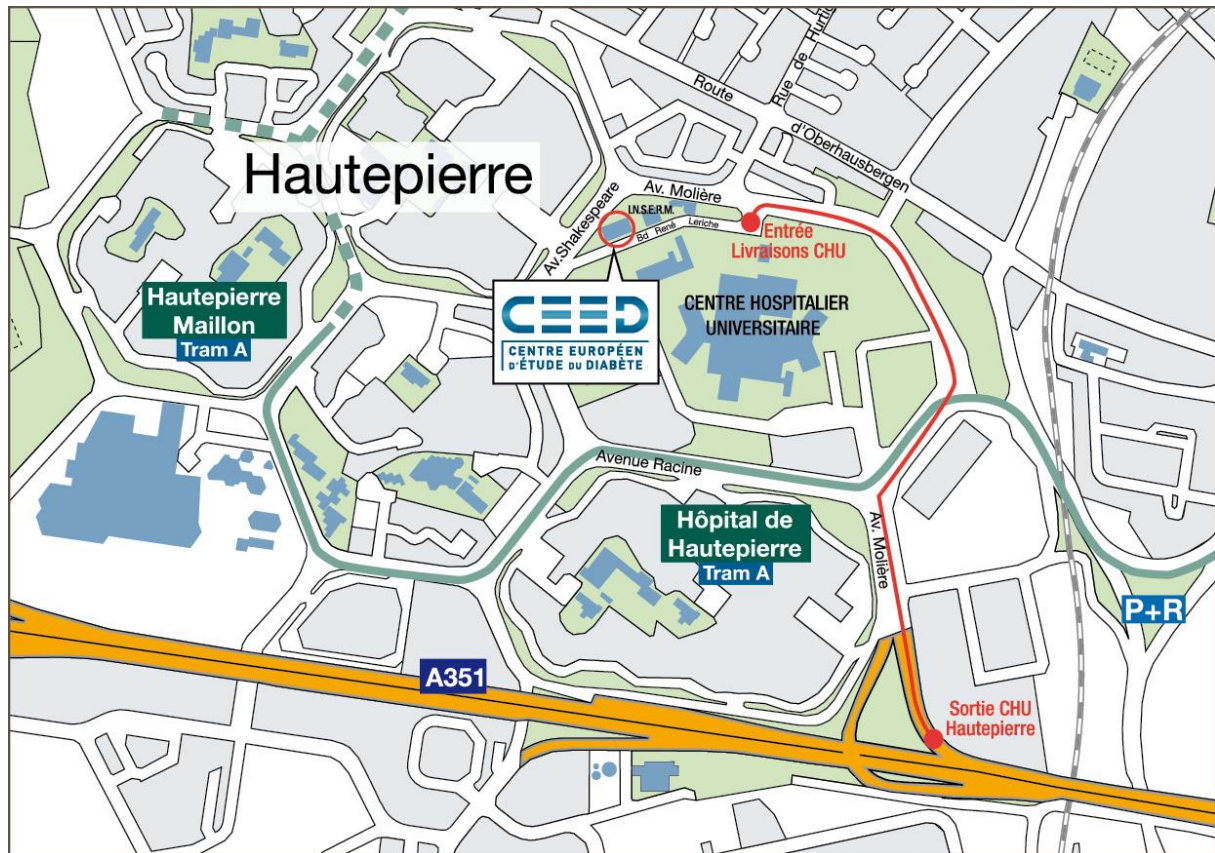 Route
d'Oberhausbergen
Rue de Hurtig
Hautepierre
Av. Molière
Av.Shakespeare
I.N.S.E.R.M.
Bd René Leriche
Entrée
Livraisons CHU
CENTRE HOSPITALIER
UNIVERSITAIRE
CEED
CENTRE EUROPÉEN
D'ÉTUDE DU DIABÈTE
Hautepierre
Maillon
Tram A
Avenue Racine
Hôpital de
Hautepierre
Tram A
Av. Molière
P+R
A351
Sortie CHU
Hautepierre